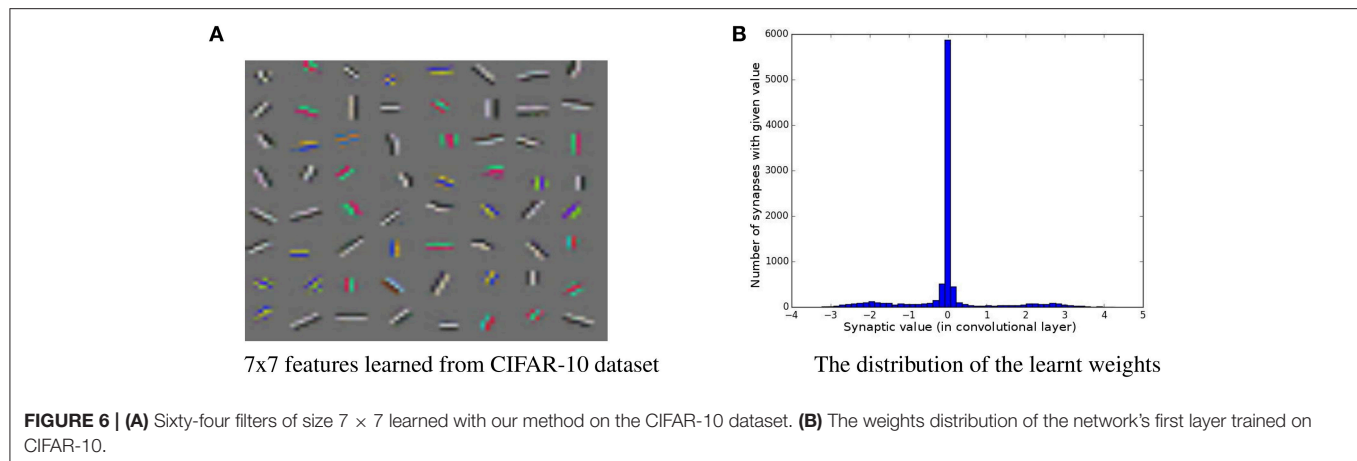 A
B
6000
5000
4000
3000
2000
1000
0
Number of synapses with given value
−4 −3 −2 −1 0 1 2 3 4 5
Synaptic value (in convolutional layer)
7x7 features learned from CIFAR-10 dataset
The distribution of the learnt weights
FIGURE 6 | (A) Sixty-four filters of size 7 × 7 learned with our method on the CIFAR-10 dataset. (B) The weights distribution of the network's first layer trained on
CIFAR-10.